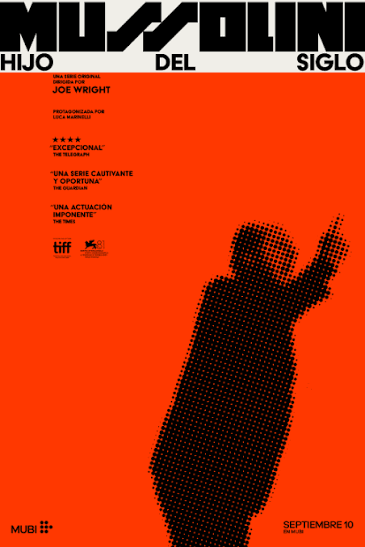 MUSSOLINI
HIJO DEL SIGLO
UNA SERIE ORIGINAL
DIRIGIDA POR
JOE WRIGHT
PROTAGONIZADA POR
LUCA MARINELLI
★★★★
"EXCEPCIONAL"
THE TELEGRAPH
"UNA SERIE CAUTIVANTE
Y OPORTUNA"
THE GUARDIAN
"UNA ACTUACIÓN
IMPONENTE"
THE TIMES
tiff
81
MUBI
SEPTIEMBRE 10
EN MUBI